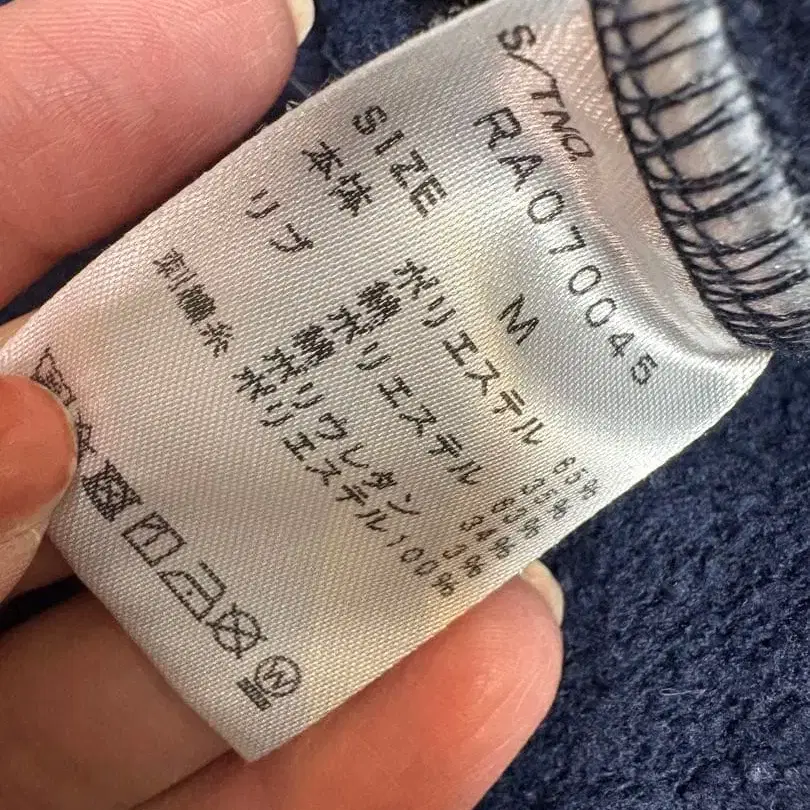 S/TNO.
RA070045
SIZE M
本体 ポリエステル 65%
綿 35%
リブ ポリエステル 63%
綿 34%
ポリウレタン 3%
刺繍糸 ポリエステル100%
W